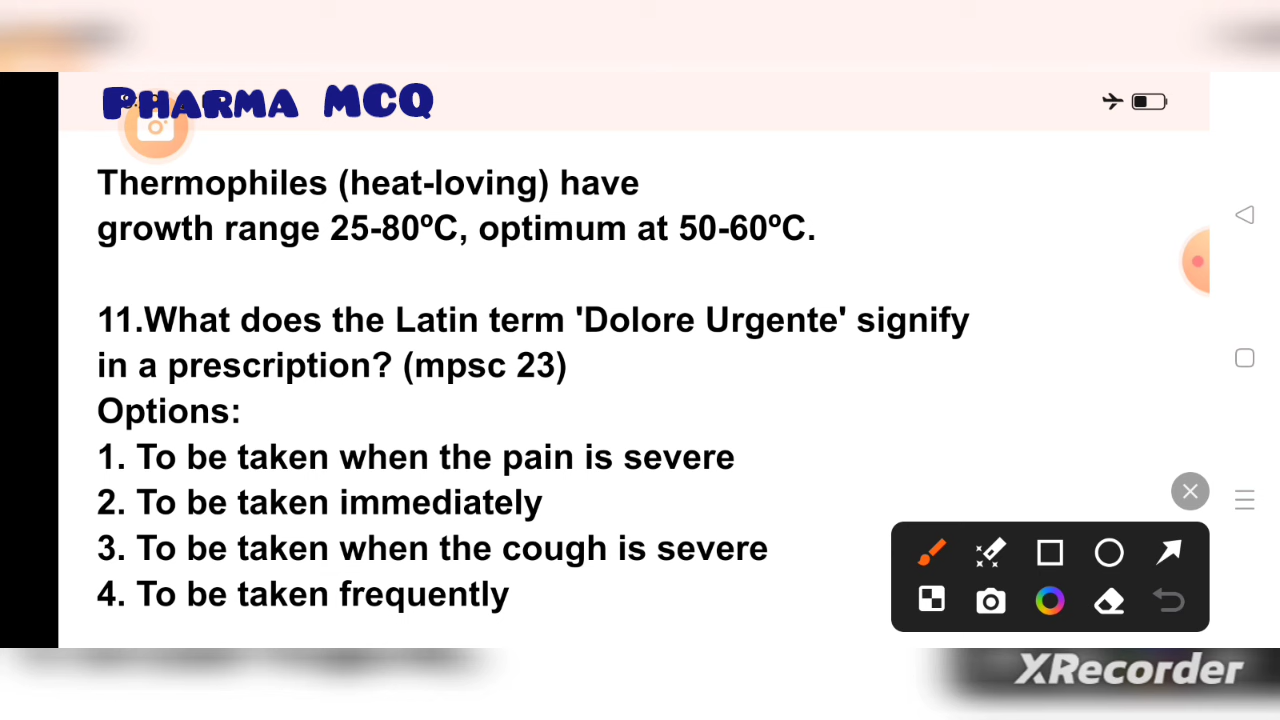 PHARMA MCQ
Thermophiles (heat-loving) have
growth range 25-80ºC, optimum at 50-60ºC.
11.What does the Latin term 'Dolore Urgente' signify
in a prescription? (mpsc 23)
Options:
1. To be taken when the pain is severe
2. To be taken immediately
3. To be taken when the cough is severe
4. To be taken frequently
XRecorder